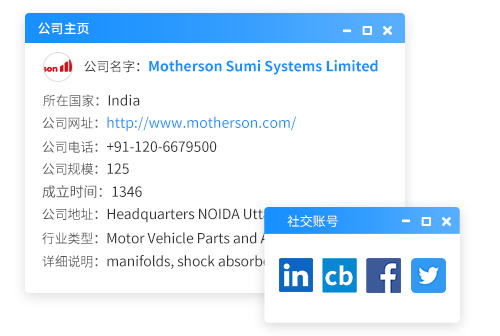 公司主页
son
公司名字：Motherson Sumi Systems Limited
所在国家：India
公司网址：http://www.motherson.com/
公司电话：+91-120-6679500
公司规模：125
成立时间：1346
公司地址：Headquarters NOIDA
行业类型：Motor Vehicle Parts and
详细说明：manifolds, shock
社交账号
in cb f